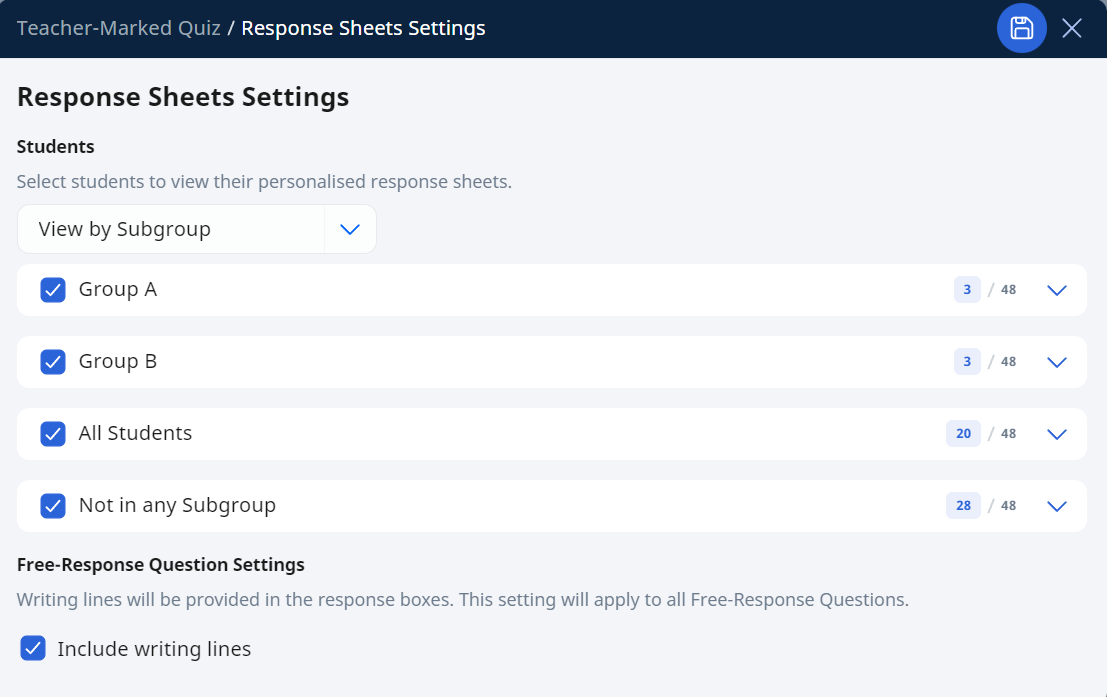 Teacher-Marked Quiz / Response Sheets Settings
Response Sheets Settings
Students
Select students to view their personalised response sheets.
View by Subgroup
Group A 3 / 48
Group B 3 / 48
All Students 20 / 48
Not in any Subgroup 28 / 48
Free-Response Question Settings
Writing lines will be provided in the response boxes. This setting will apply to all Free-Response Questions.
Include writing lines